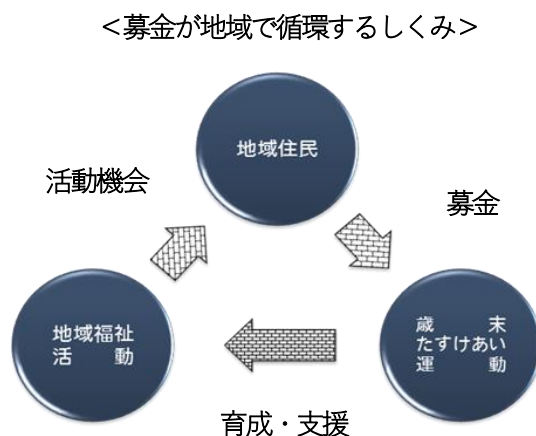 ＜募金が地域で循環するしくみ＞
地域住民
活動機会
募金
地域福祉
活　　動
歳　　末
たすけあい
運　　動
育成・支援